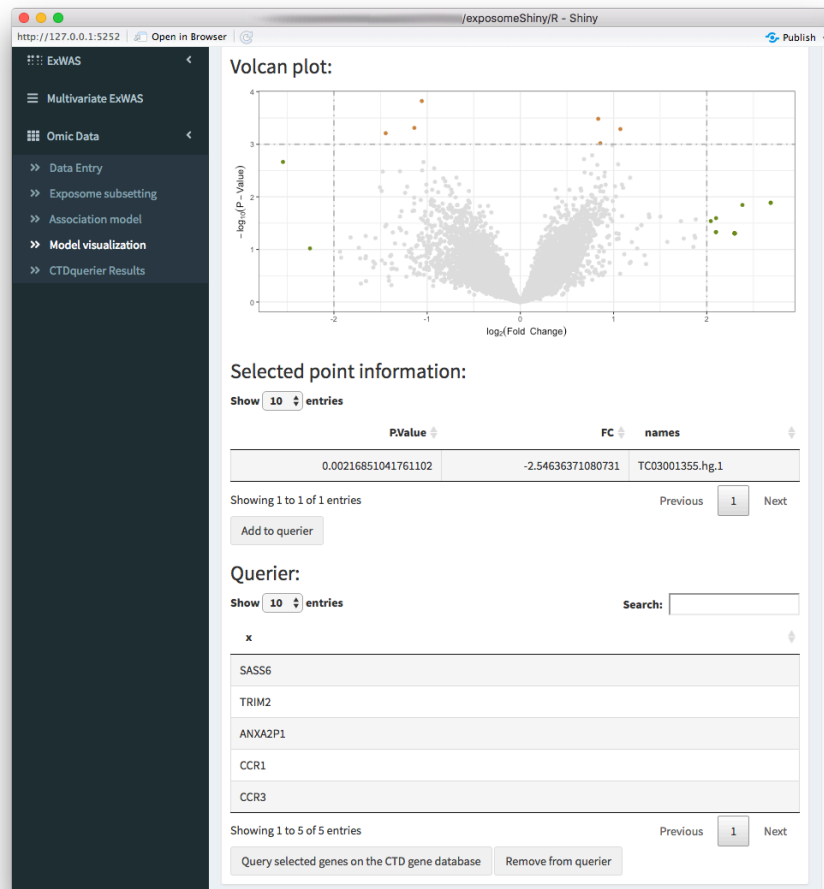 /exposomeShiny/R - Shiny
http://127.0.0.1:5252 Open in Browser Publish
ExWAS
Multivariate ExWAS
Omic Data
Data Entry
Exposome subsetting
Association model
Model visualization
CTDquerier Results
Volcan plot:
4
3
2
1
0
-log10(P-Value)
-2 -1 0 1 2
log2(Fold Change)
Selected point information:
Show 10 entries
P.Value FC names
0.00216851041761102 -2.54636371080731 TC03001355.hg.1
Showing 1 to 1 of 1 entries Previous 1 Next
Add to querier
Querier:
Show 10 entries Search:
x
SASS6
TRIM2
ANXA2P1
CCR1
CCR3
Showing 1 to 5 of 5 entries Previous 1 Next
Query selected genes on the CTD gene database Remove from querier